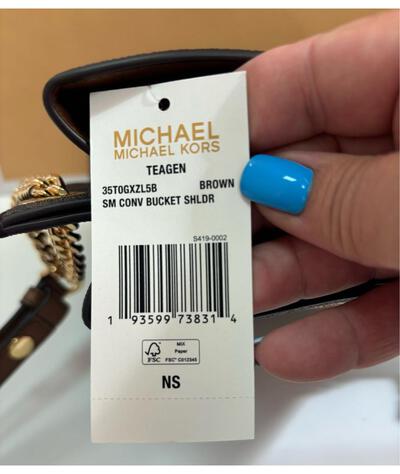 MICHAEL
MICHAEL KORS
TEAGEN
35T0GXZL5B BROWN
SM CONV BUCKET SHLDR
S419-0002
1 93599 73831 4
FSC
MIX
Paper
FSC® C012345
NS